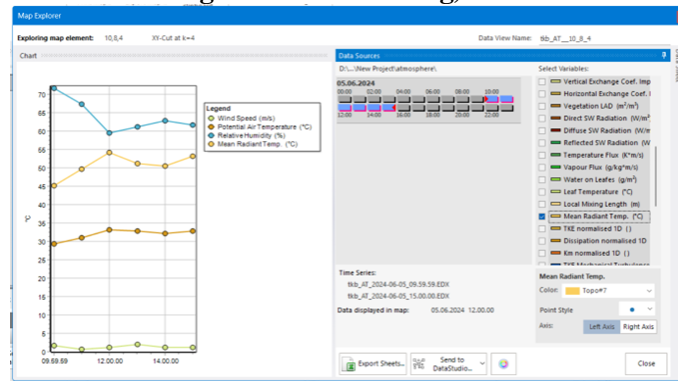 Map Explorer
Exploring map element: 10,8,4 XY-Cut at k=4 Data View Name: tkb_AT__10_8_4
Chart
Data Sources
D:\...\New Project\atmosphere\
Select Variables:
05.06.2024
00:00 02:00 04:00 06:00 08:00 10:00
12:00 14:00 16:00 18:00 20:00 22:00
Vertical Exchange Coef. Imp
Horizontal Exchange Coef. I
Vegetation LAD (m²/m³)
Direct SW Radiation (W/m²
Diffuse SW Radiation (W/m
Reflected SW Radiation (W
Temperature Flux (K*m/s)
Vapour Flux (g/kg*m/s)
Water on Leafes (g/m²)
Leaf Temperature (°C)
Local Mixing Length (m)
Mean Radiant Temp. (°C)
TKE normalised 1D ()
Dissipation normalised 1D
Km normalised 1D ()
TKE Mechanical Turbulence
Legend
Wind Speed (m/s)
Potential Air Temperature (°C)
Relative Humidity (%)
Mean Radiant Temp. (°C)
70
65
60
55
50
45
40
35
30
25
20
15
10
5
0
°C
09.59.59 12.00.00 14.00.00
Time Series:
tkb_AT_2024-06-05_09.59.59.EDX
tkb_AT_2024-06-05_15.00.00.EDX
Data displayed in map: 05.06.2024 12.00.00
Mean Radiant Temp.
Color: Topo#7
Point Style
Axis: Left Axis Right Axis
Export Sheets...
Send to DataStudio...
Close